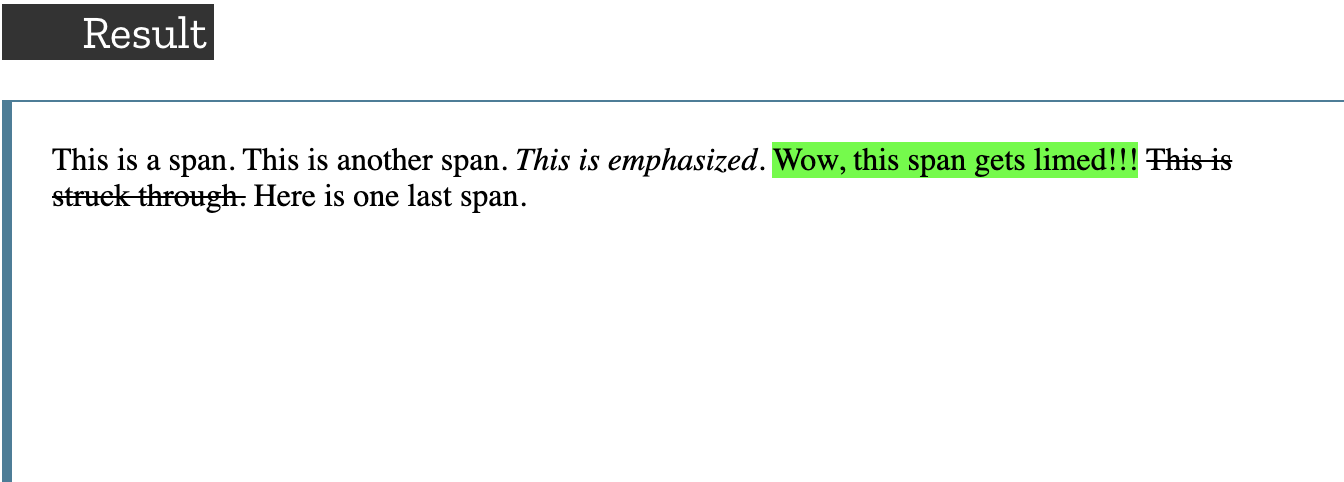 Result
This is a span. This is another span. This is emphasized. Wow, this span gets limed!!! This is
struck through. Here is one last span.